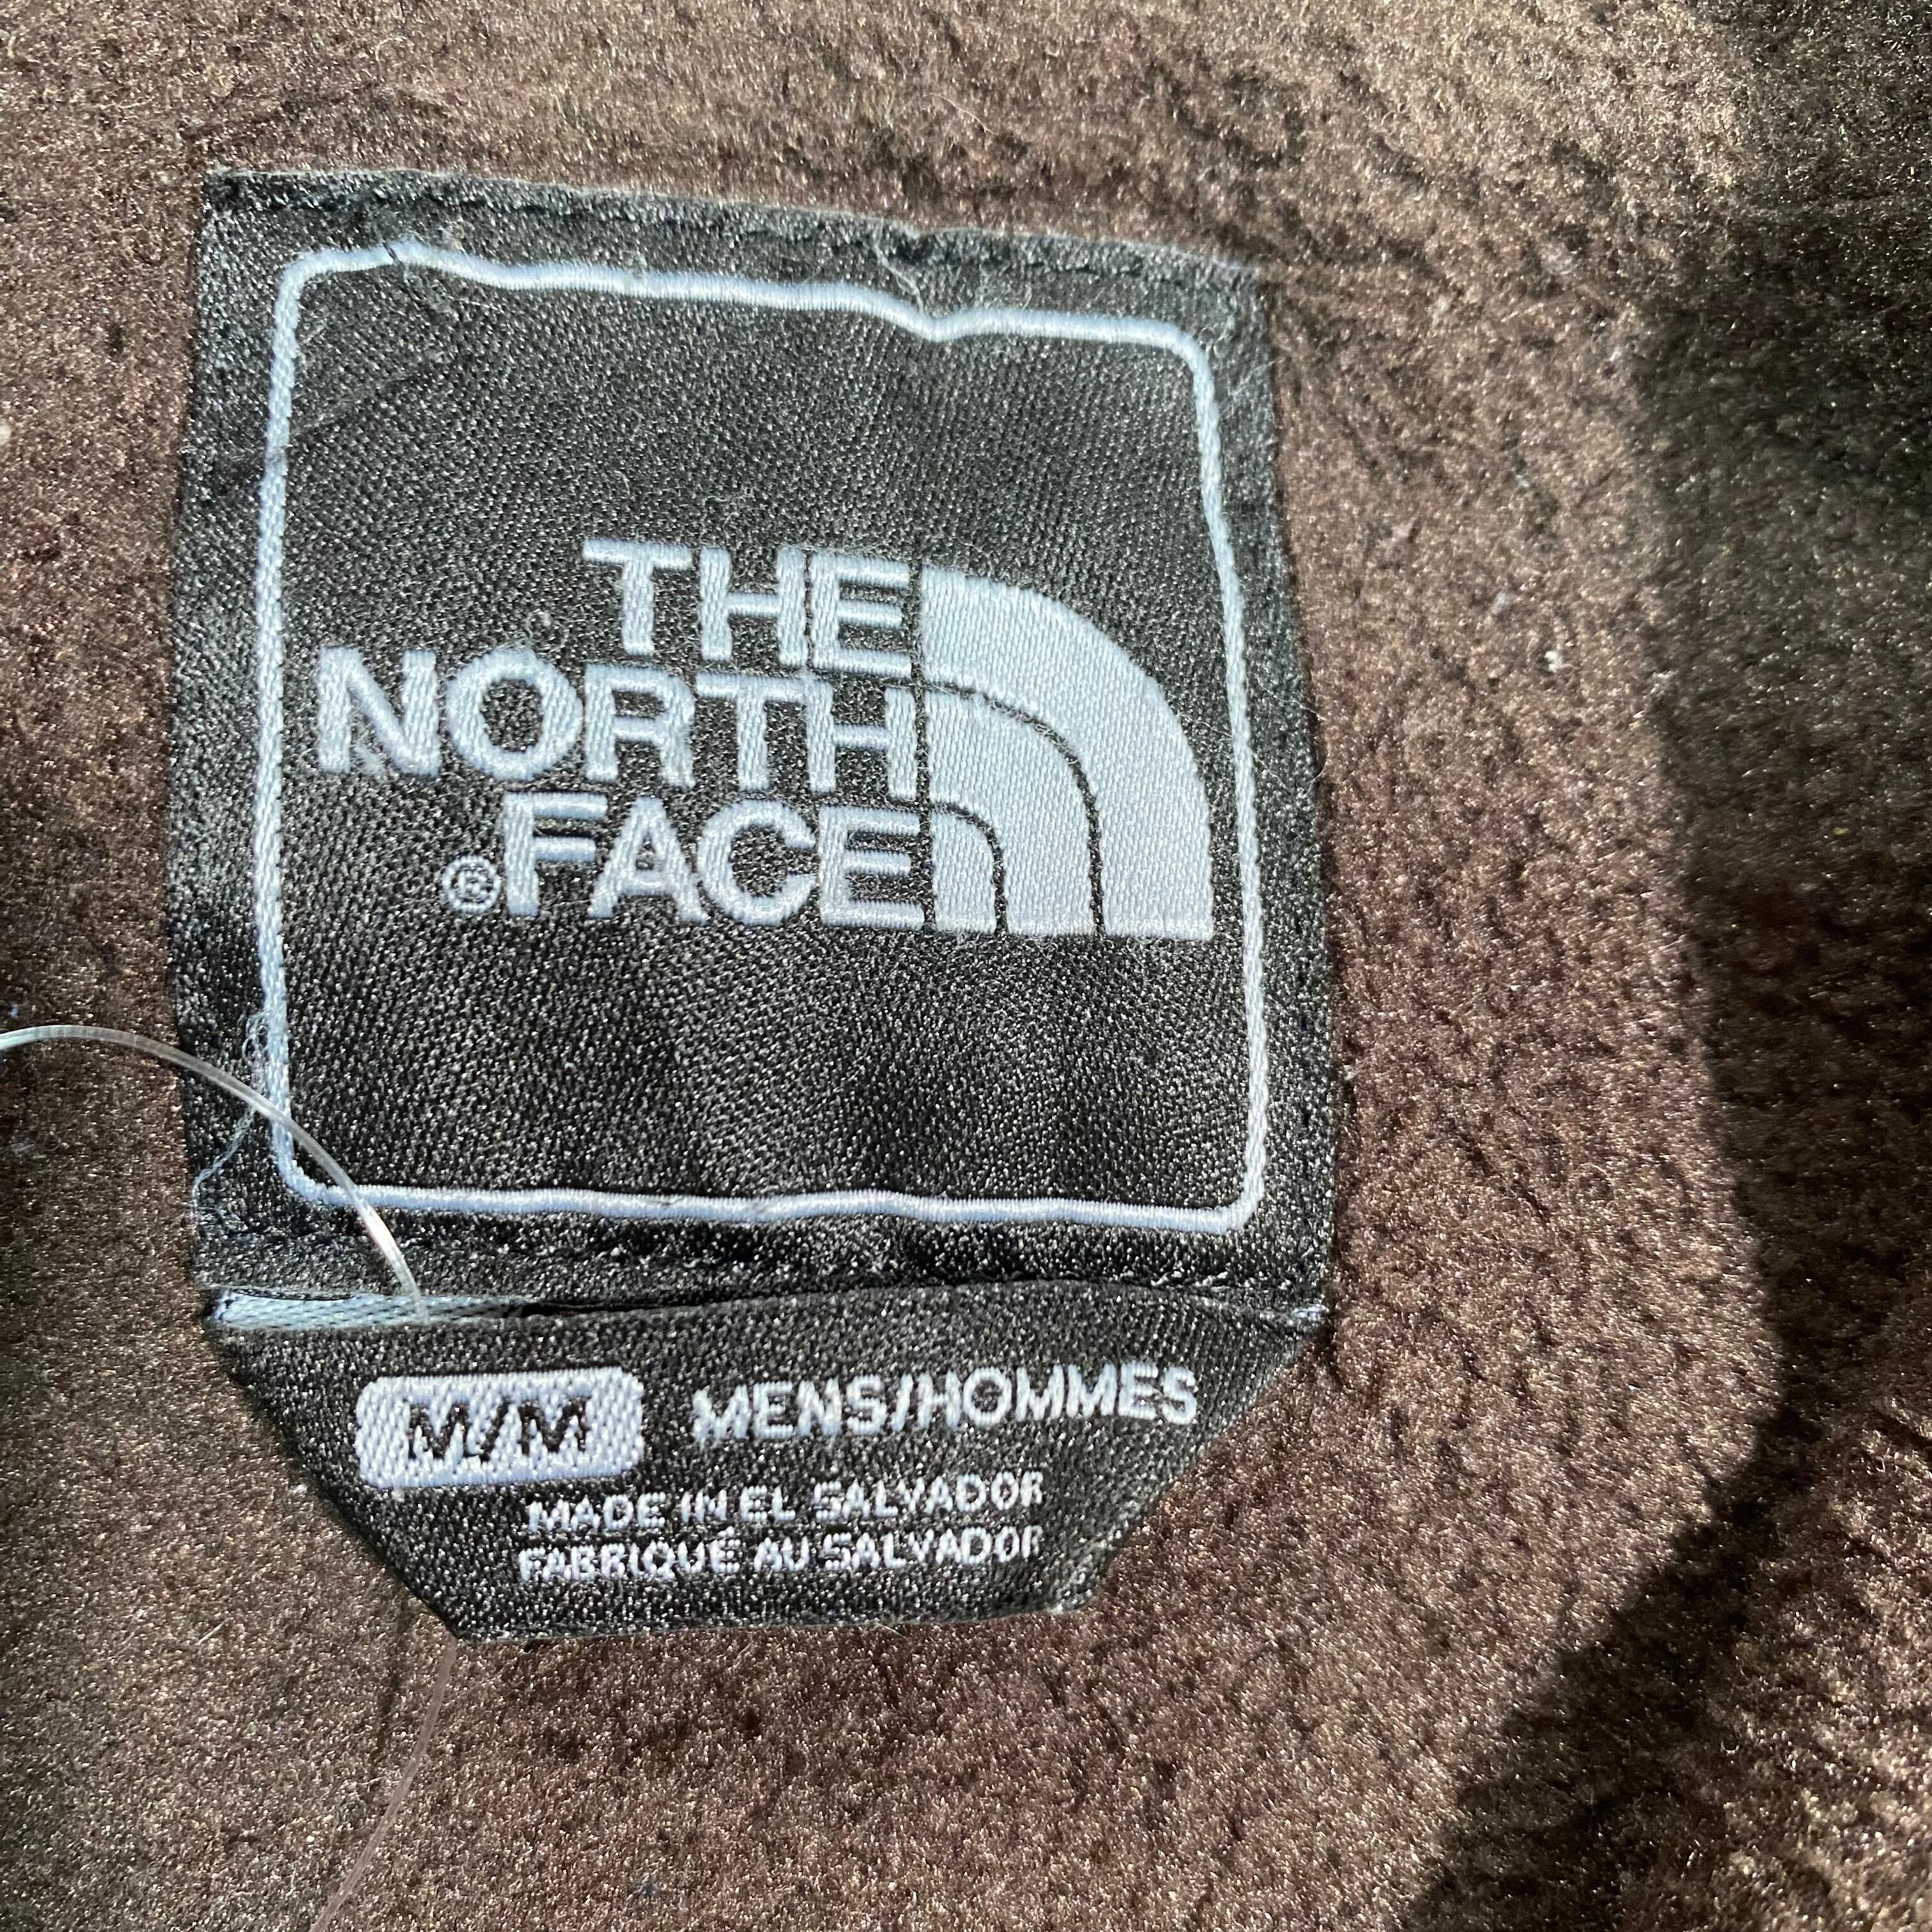 THE
NORTH
®FACE
M/M MENS/HOMMES
MADE IN EL SALVADOR
FABRIQUÉ AU SALVADOR